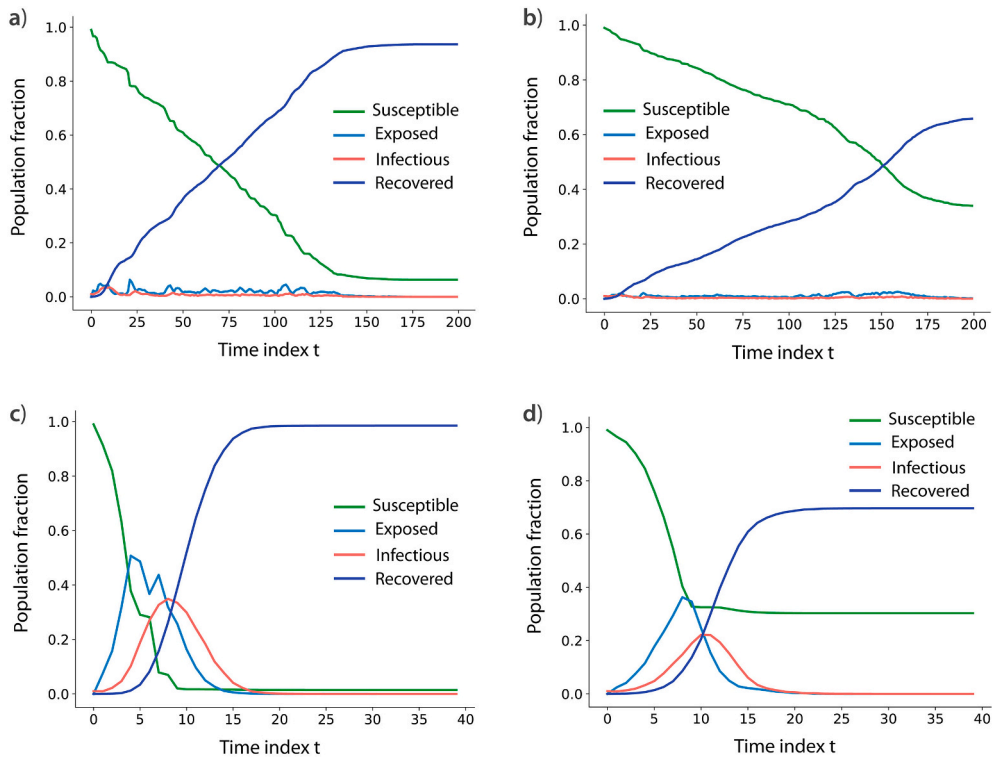 a)
Population fraction
1.0
0.8
0.6
0.4
0.2
0.0
Susceptible
Exposed
Infectious
Recovered
0 25 50 75 100 125 150 175 200
Time index t
b)
Population fraction
1.0
0.8
0.6
0.4
0.2
0.0
Susceptible
Exposed
Infectious
Recovered
0 25 50 75 100 125 150 175 200
Time index t
c)
Population fraction
1.0
0.8
0.6
0.4
0.2
0.0
Susceptible
Exposed
Infectious
Recovered
0 5 10 15 20 25 30 35 40
Time index t
d)
Population fraction
1.0
0.8
0.6
0.4
0.2
0.0
Susceptible
Exposed
Infectious
Recovered
0 5 10 15 20 25 30 35 40
Time index t